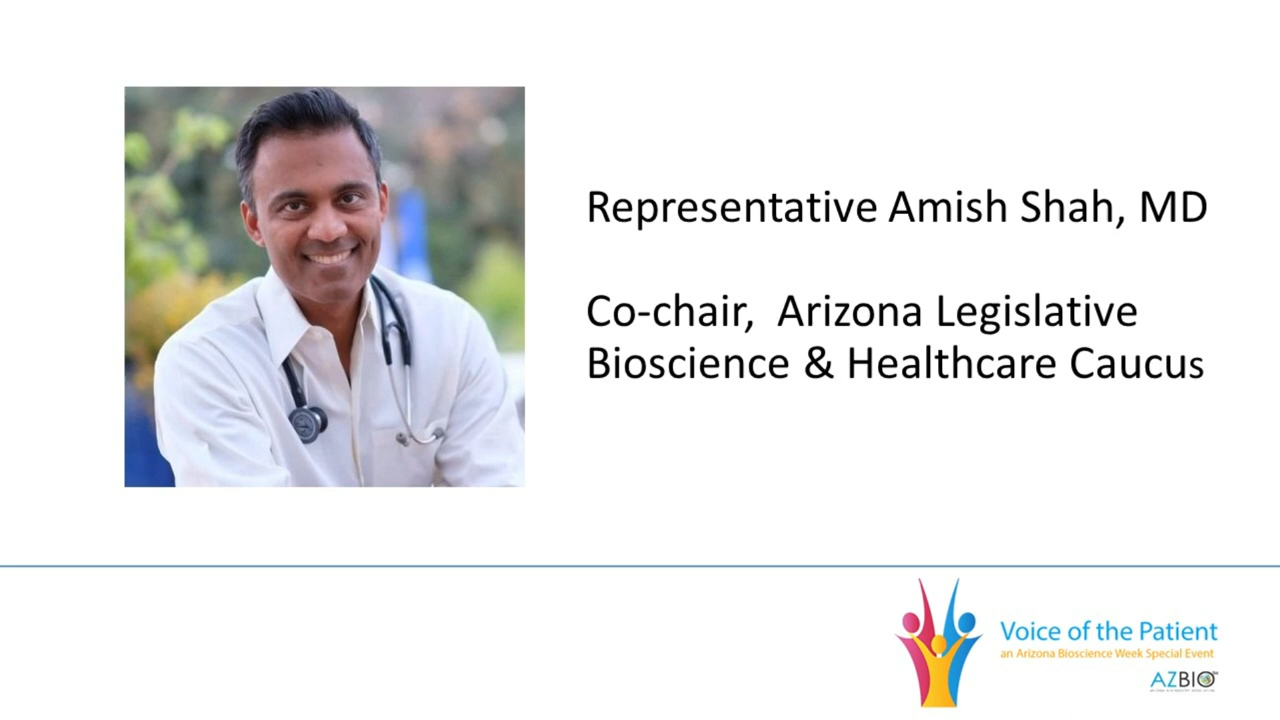 Representative Amish Shah, MD
Co-chair,  Arizona Legislative
Bioscience & Healthcare Caucus
Voice of the Patient
an Arizona Bioscience Week Special Event
AZBIO